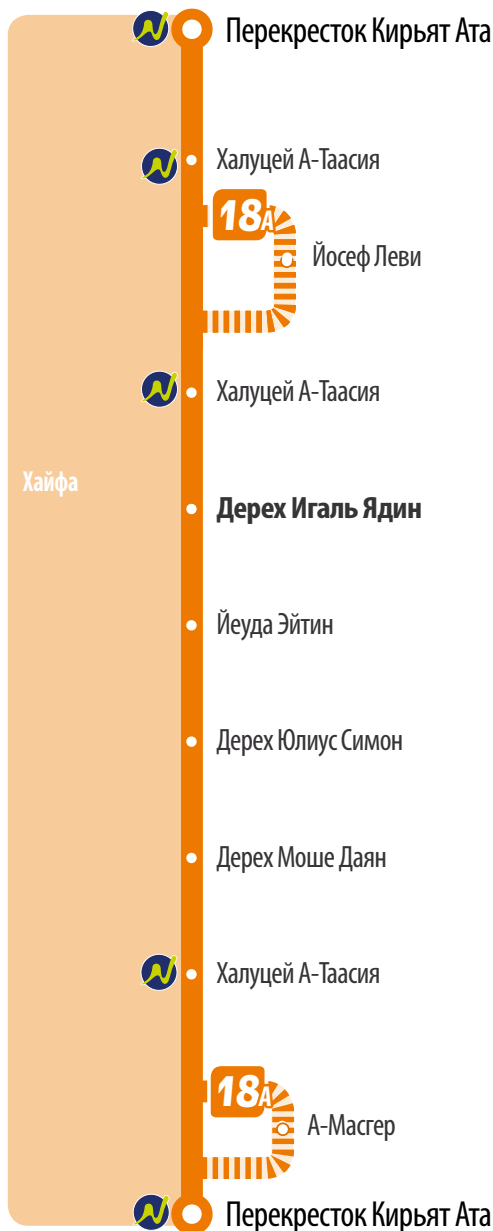 Перекресток Кирьят Ата
Халуцей А-Таасия
18А
Йосеф Леви
Халуцей А-Таасия
Хайфа
Дерех Игаль Ядин
Йеуда Эйтин
Дерех Юлиус Симон
Дерех Моше Даян
Халуцей А-Таасия
18А
А-Масгер
Перекресток Кирьят Ата